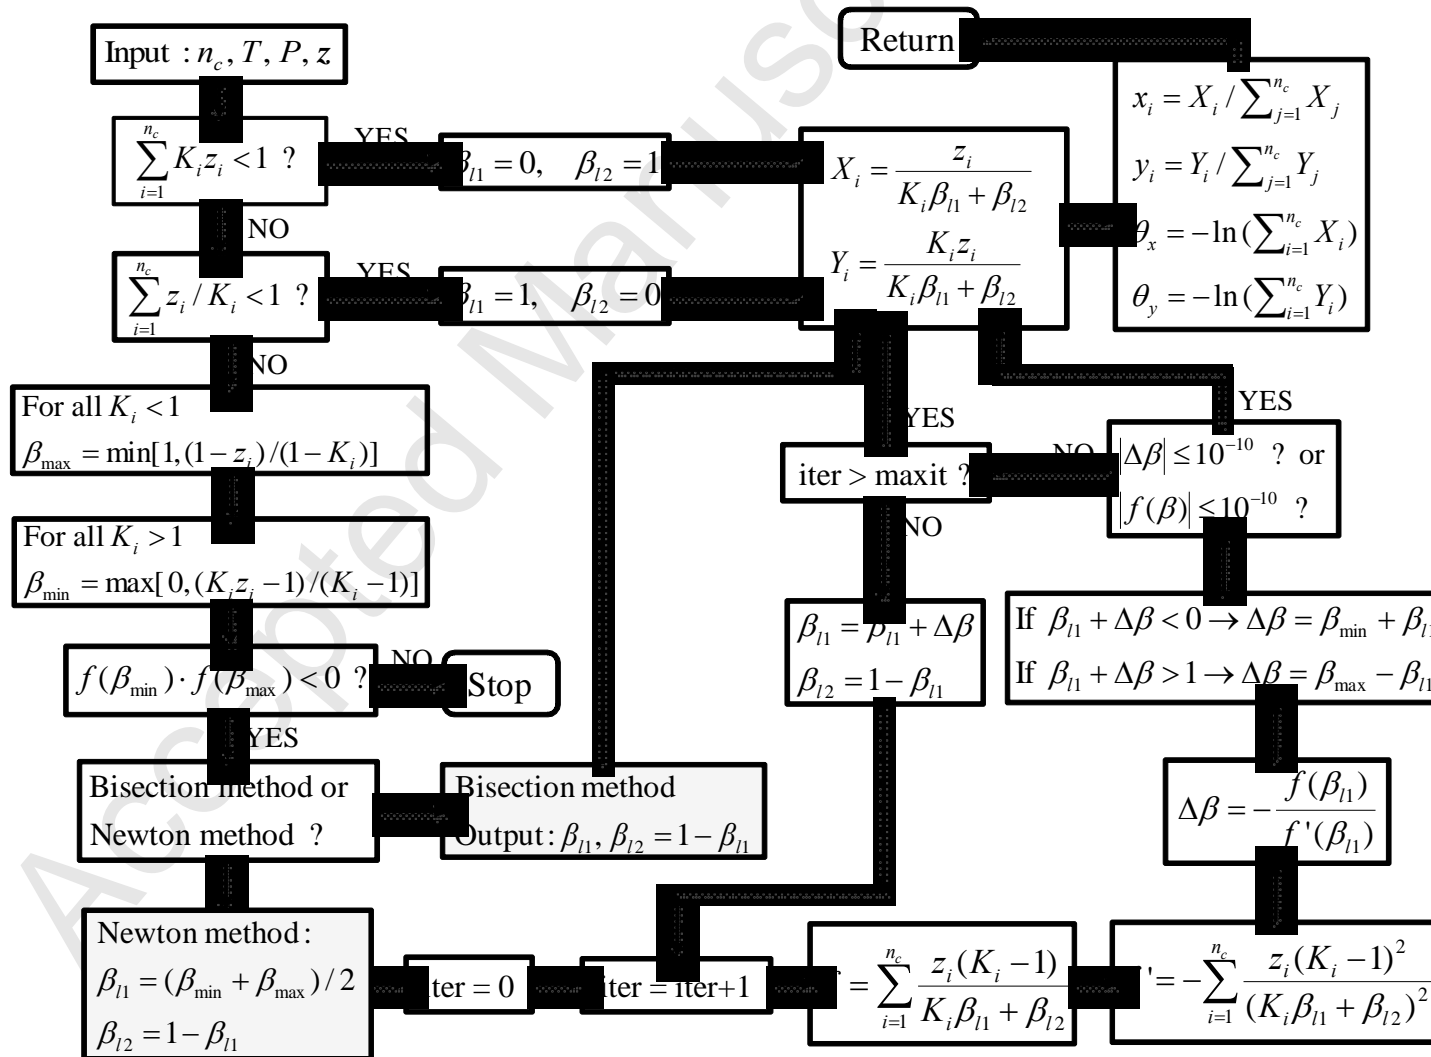 Input : n_c, T, P, z
Return
x_i = X_i / ∑_{j=1}^{n_c} X_j
y_i = Y_i / ∑_{j=1}^{n_c} Y_j
θ_x = −ln(∑_{i=1}^{n_c} X_i)
θ_y = −ln(∑_{i=1}^{n_c} Y_i)
∑_{i=1}^{n_c} K_i z_i < 1 ?
YES
β_{l1} = 0, β_{l2} = 1
X_i = z_i / (K_i β_{l1} + β_{l2})
Y_i = K_i z_i / (K_i β_{l1} + β_{l2})
NO
∑_{i=1}^{n_c} z_i / K_i < 1 ?
YES
β_{l1} = 1, β_{l2} = 0
NO
For all K_i < 1
β_max = min[1, (1 − z_i) / (1 − K_i)]
For all K_i > 1
β_min = max[0, (K_i z_i − 1) / (K_i − 1)]
f(β_min) · f(β_max) < 0 ?
NO
Stop
YES
Bisection method or
Newton method ?
Bisection method
Output : β_{l1}, β_{l2} = 1 − β_{l1}
Newton method :
β_{l1} = (β_min + β_max) / 2
β_{l2} = 1 − β_{l1}
iter = 0
iter = iter+1
= ∑_{i=1}^{n_c} z_i (K_i − 1) / (K_i β_{l1} + β_{l2})
' = −∑_{i=1}^{n_c} z_i (K_i − 1)^2 / (K_i β_{l1} + β_{l2})^2
Δβ = − f(β_{l1}) / f '(β_{l1})
If β_{l1} + Δβ < 0 → Δβ = β_min + β_{l1}
If β_{l1} + Δβ > 1 → Δβ = β_max − β_{l1}
|Δβ| ≤ 10^{−10} ? or
|f(β)| ≤ 10^{−10} ?
YES
NO
iter > maxit ?
YES
NO
β_{l1} = β_{l1} + Δβ
β_{l2} = 1 − β_{l1}
Accepted Manus